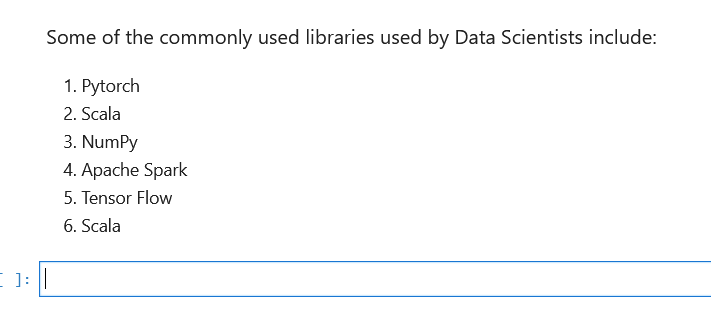 Some of the commonly used libraries used by Data Scientists include:
1. Pytorch
2. Scala
3. NumPy
4. Apache Spark
5. Tensor Flow
6. Scala
[ ]: